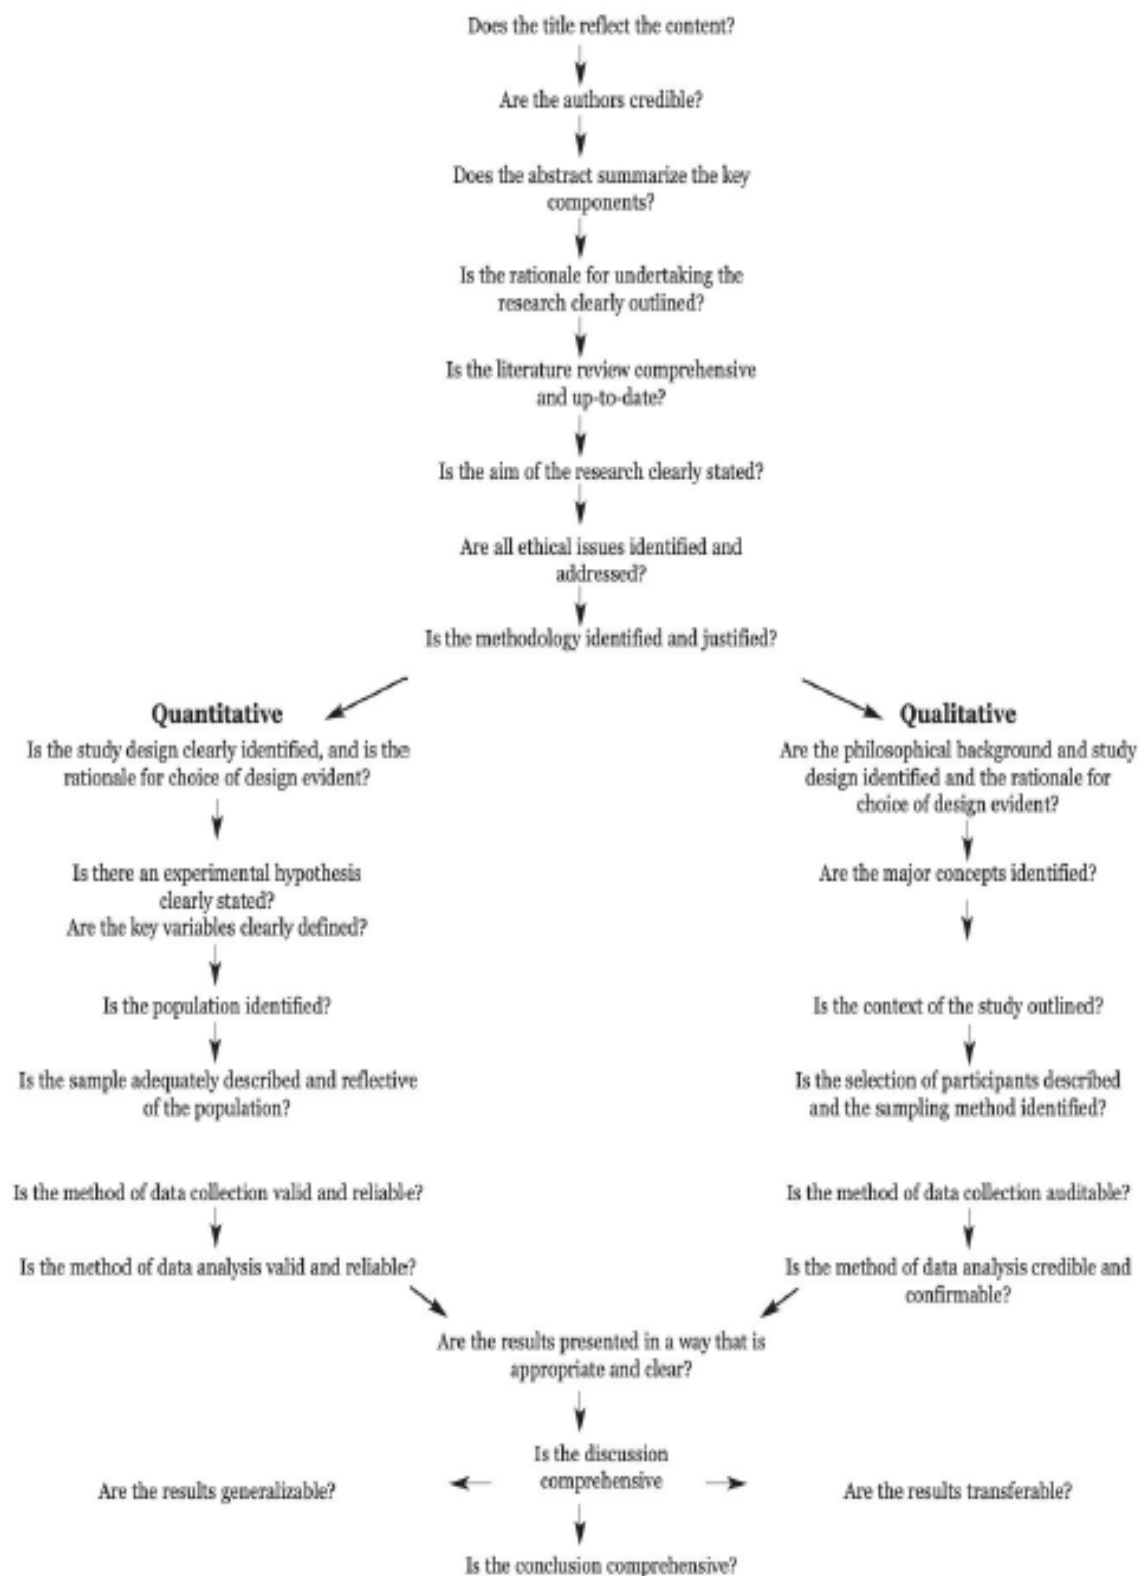 Does the title reflect the content?
Are the authors credible?
Does the abstract summarize the key
components?
Is the rationale for undertaking the
research clearly outlined?
Is the literature review comprehensive
and up-to-date?
Is the aim of the research clearly stated?
Are all ethical issues identified and
addressed?
Is the methodology identified and justified?
Quantitative
Is the study design clearly identified, and is the
rationale for choice of design evident?
Is there an experimental hypothesis
clearly stated?
Are the key variables clearly defined?
Is the population identified?
Is the sample adequately described and reflective
of the population?
Is the method of data collection valid and reliable?
Is the method of data analysis valid and reliable?
Qualitative
Are the philosophical background and study
design identified and the rationale for
choice of design evident?
Are the major concepts identified?
Is the context of the study outlined?
Is the selection of participants described
and the sampling method identified?
Is the method of data collection auditable?
Is the method of data analysis credible and
confirmable?
Are the results presented in a way that is
appropriate and clear?
Is the discussion
comprehensive
Are the results generalizable?
Are the results transferable?
Is the conclusion comprehensive?